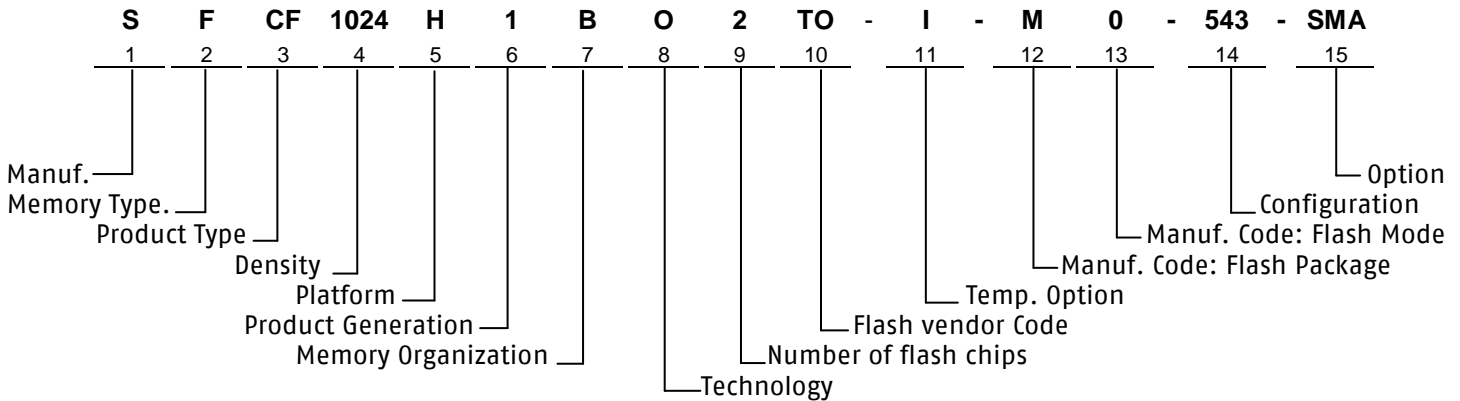 S F CF 1024 H 1 B O 2 TO - I - M 0 - 543 - SMA
1 2 3 4 5 6 7 8 9 10 11 12 13 14 15
Manuf. Option
Memory Type. Configuration
Product Type Manuf. Code: Flash Mode
Density Manuf. Code: Flash Package
Platform Temp. Option
Product Generation Flash vendor Code
Memory Organization Number of flash chips
Technology